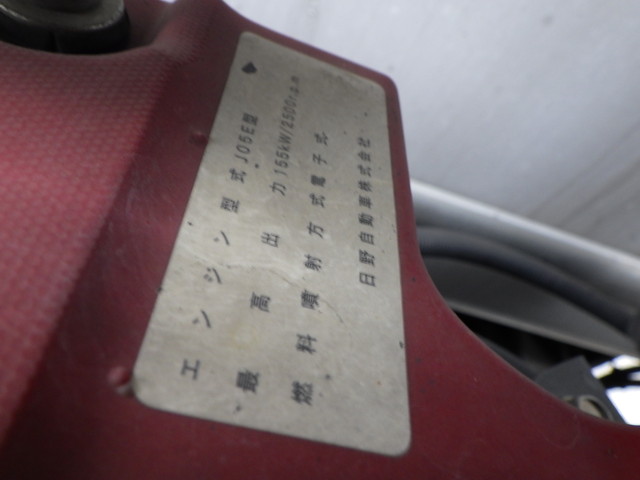 エンジン型式 J05E型
最高出力 155kW/2500r.p.m
燃料噴射方式 電子式
日野自動車株式会社